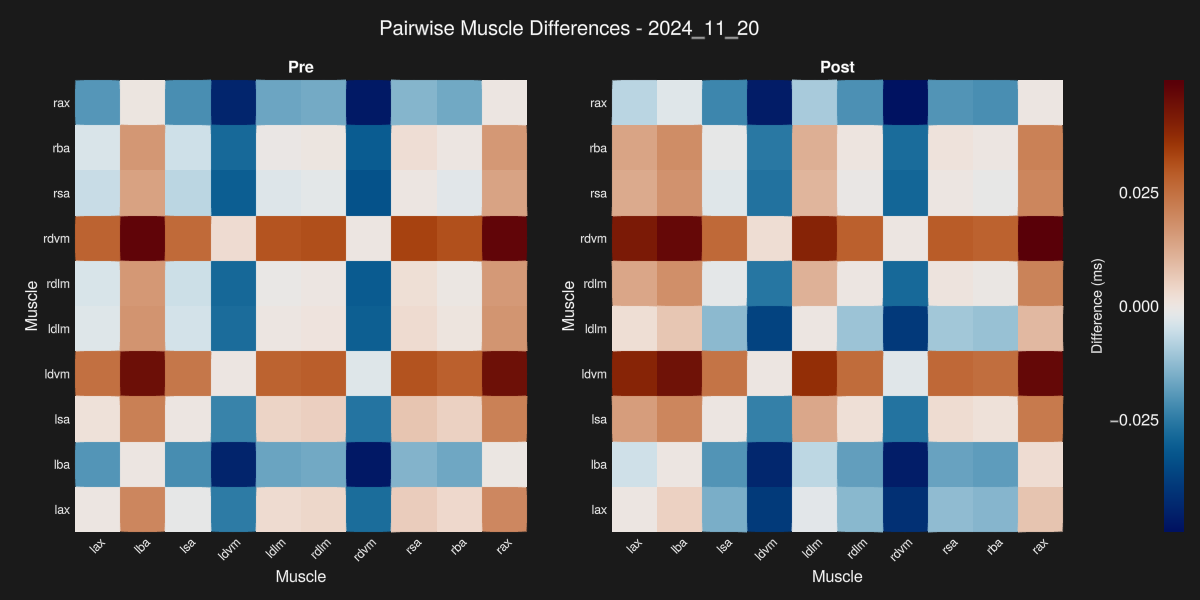 Pairwise Muscle Differences - 2024_11_20
Pre
Post
rax
rba
rsa
rdvm
rdlm
ldlm
ldvm
lsa
lba
lax
Muscle
lax
lba
lsa
ldvm
ldlm
rdlm
rdvm
rsa
rba
rax
Muscle
rax
rba
rsa
rdvm
rdlm
ldlm
ldvm
lsa
lba
lax
Muscle
lax
lba
lsa
ldvm
ldlm
rdlm
rdvm
rsa
rba
rax
Muscle
0.025
0.000
−0.025
Difference (ms)